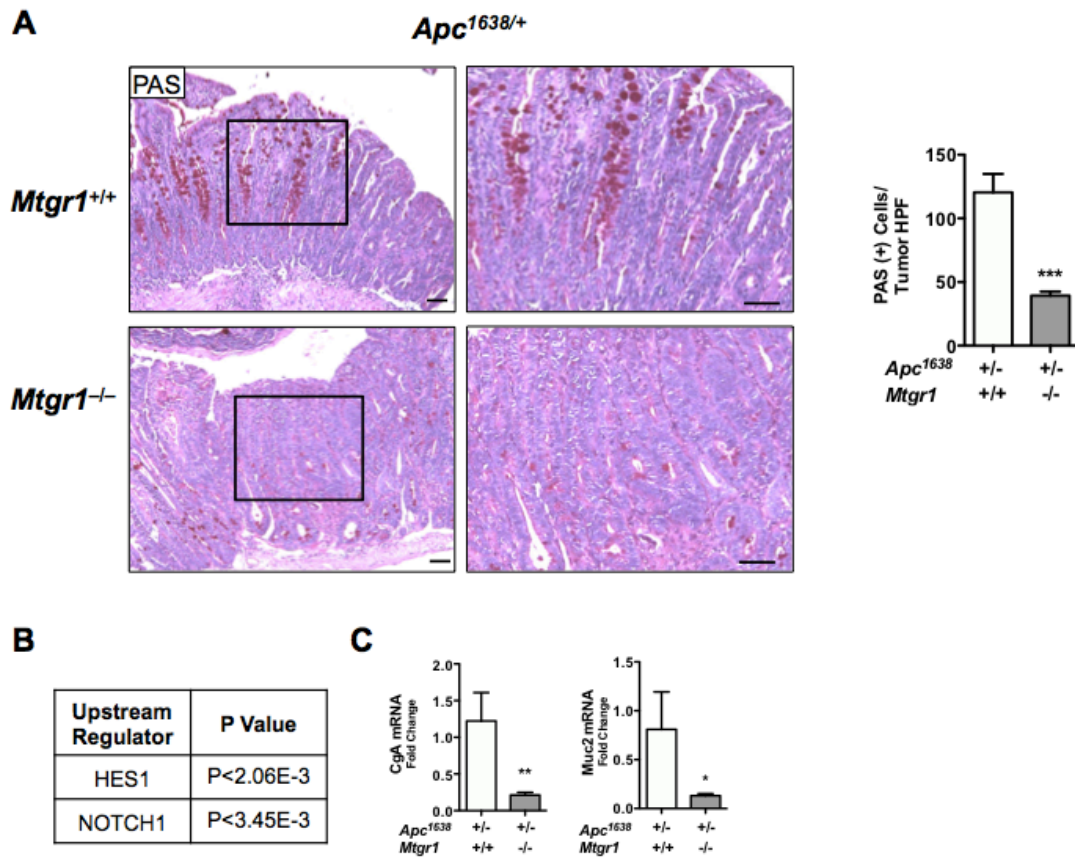 A
Apc1638/+
PAS
Mtgr1+/+
Mtgr1–/–
150
100
50
0
PAS (+) Cells/
Tumor HPF
***
Apc1638 +/- +/-
Mtgr1 +/+ -/-
B
Upstream Regulator P Value
HES1 P<2.06E-3
NOTCH1 P<3.45E-3
C
2.0
1.5
1.0
0.5
0.0
CgA mRNA
Fold Change
**
Apc1638 +/- +/-
Mtgr1 +/+ -/-
1.5
1.0
0.5
0.0
Muc2 mRNA
Fold Change
*
Apc1638 +/- +/-
Mtgr1 +/+ -/-